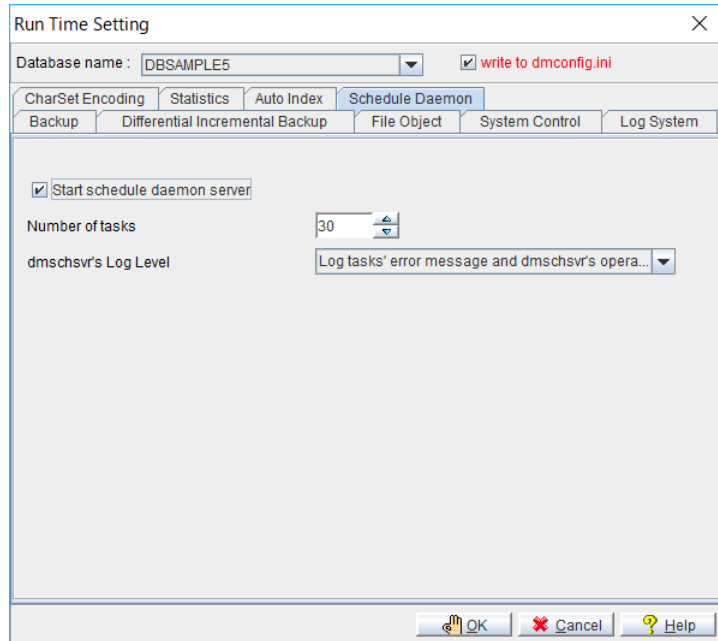 Run Time Setting
Database name : DBSAMPLE5 write to dmconfig.ini
CharSet Encoding Statistics Auto Index Schedule Daemon
Backup Differential Incremental Backup File Object System Control Log System
Start schedule daemon server
Number of tasks 30
dmschsvr's Log Level Log tasks' error message and dmschsvr's opera...
OK Cancel Help